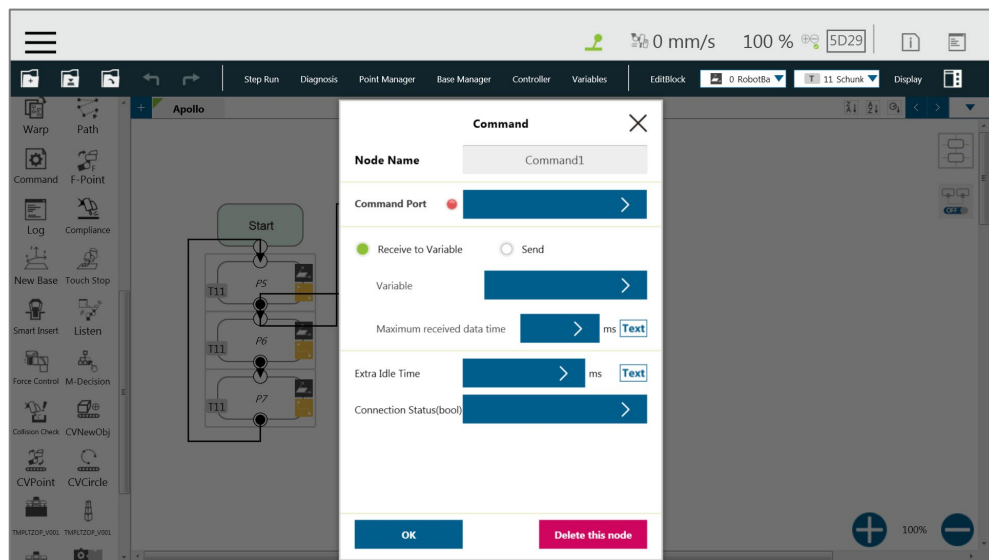 0 mm/s 100 % 5D29
Step Run Diagnosis Point Manager Base Manager Controller Variables EditBlock 0 RobotBa T 11 Schunk Display
Warp Path
+ Apollo
Command
Node Name Command1
Command F-Point
Command Port
Log Compliance
Start
Receive to Variable Send
New Base Touch Stop
T11 P5
Variable
Smart Insert Listen
Maximum received data time ms Text
T11 P6
Force Control M-Decision
Extra Idle Time ms Text
T11 P7
Connection Status(bool)
Collision Check CVNewObj
CVPoint CVCircle
TMPLTZOP_V001 TMPLTZOP_V001
OK Delete this node
100%
OFF